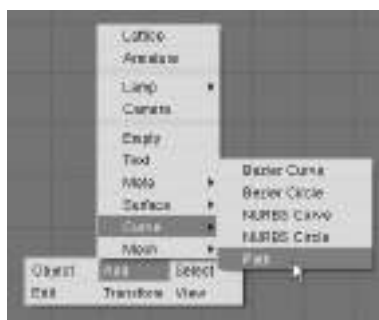 Lattice
Armature
Lamp
Camera
Empty
Text
Meta
Surface
Curve
Mesh
Bezier Curve
Bezier Circle
NURBS Curve
NURBS Circle
Path
Object Add Select
Edit Transform View